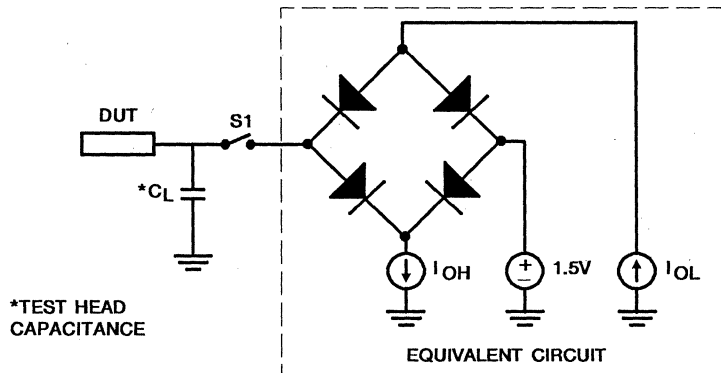 DUT
S1
*CL
IOH
+
−
1.5V
IOL
*TEST HEAD
CAPACITANCE
EQUIVALENT CIRCUIT